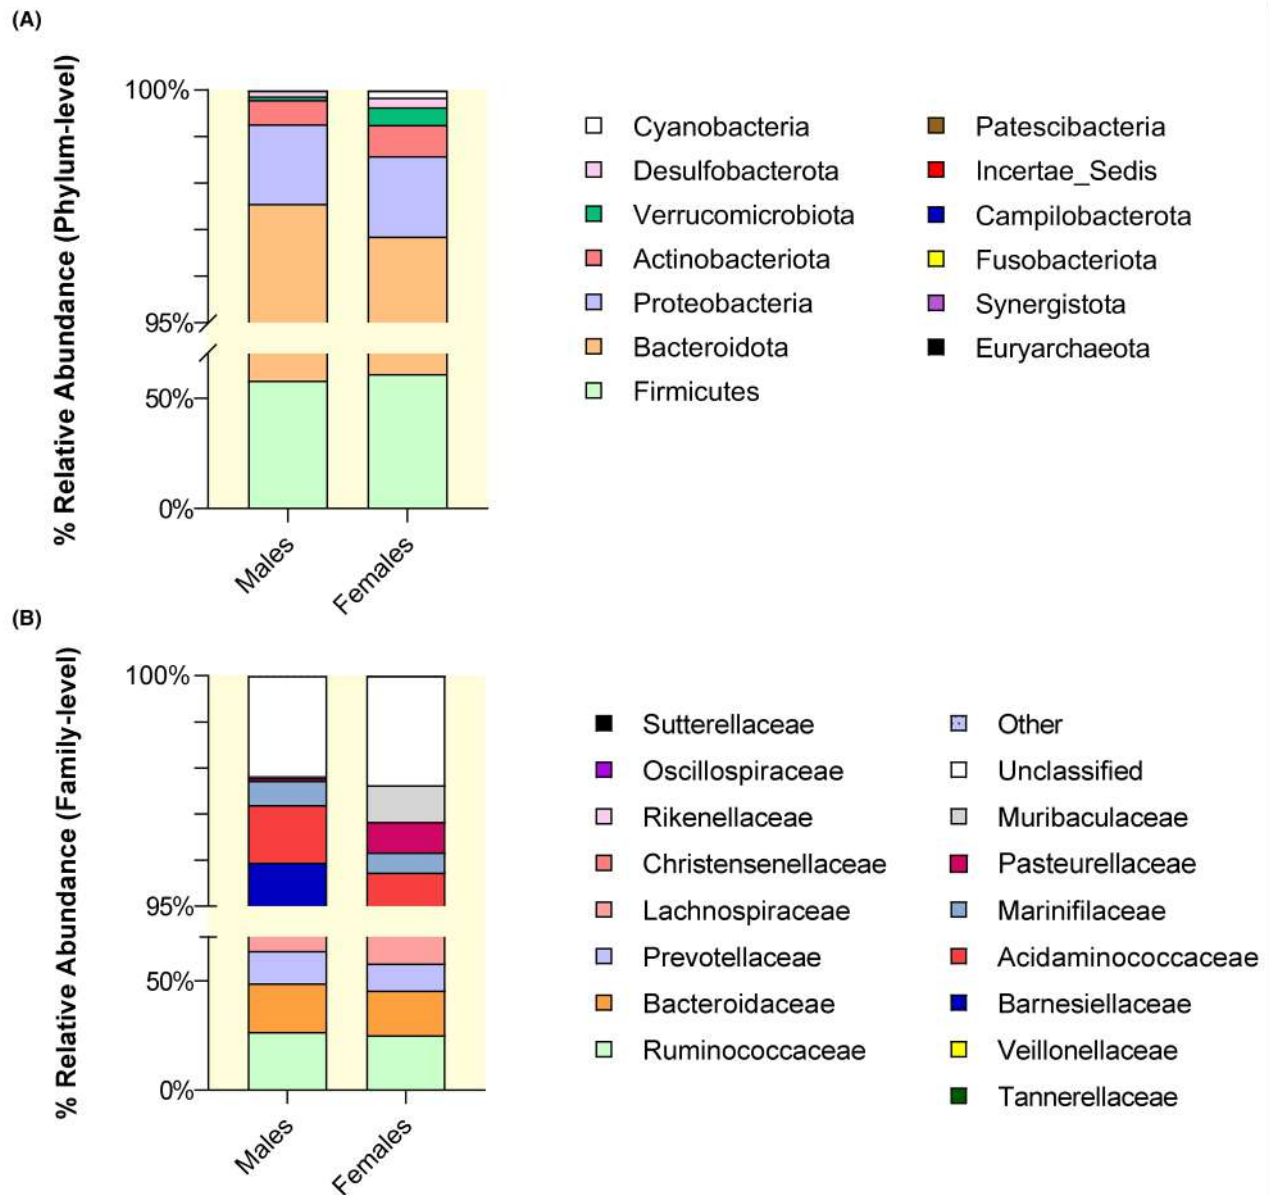 (A)
% Relative Abundance (Phylum-level)
100%
95%
50%
0%
Males
Females
Cyanobacteria
Desulfobacterota
Verrucomicrobiota
Actinobacteriota
Proteobacteria
Bacteroidota
Firmicutes
Patescibacteria
Incertae_Sedis
Campilobacterota
Fusobacteriota
Synergistota
Euryarchaeota
(B)
% Relative Abundance (Family-level)
100%
95%
50%
0%
Males
Females
Sutterellaceae
Oscillospiraceae
Rikenellaceae
Christensenellaceae
Lachnospiraceae
Prevotellaceae
Bacteroidaceae
Ruminococcaceae
Other
Unclassified
Muribaculaceae
Pasteurellaceae
Marinifilaceae
Acidaminococcaceae
Barnesiellaceae
Veillonellaceae
Tannerellaceae